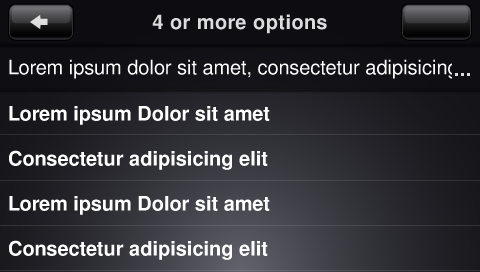 4 or more options
Lorem ipsum dolor sit amet, consectetur adipisicing...
Lorem ipsum Dolor sit amet
Consectetur adipisicing elit
Lorem ipsum Dolor sit amet
Consectetur adipisicing elit